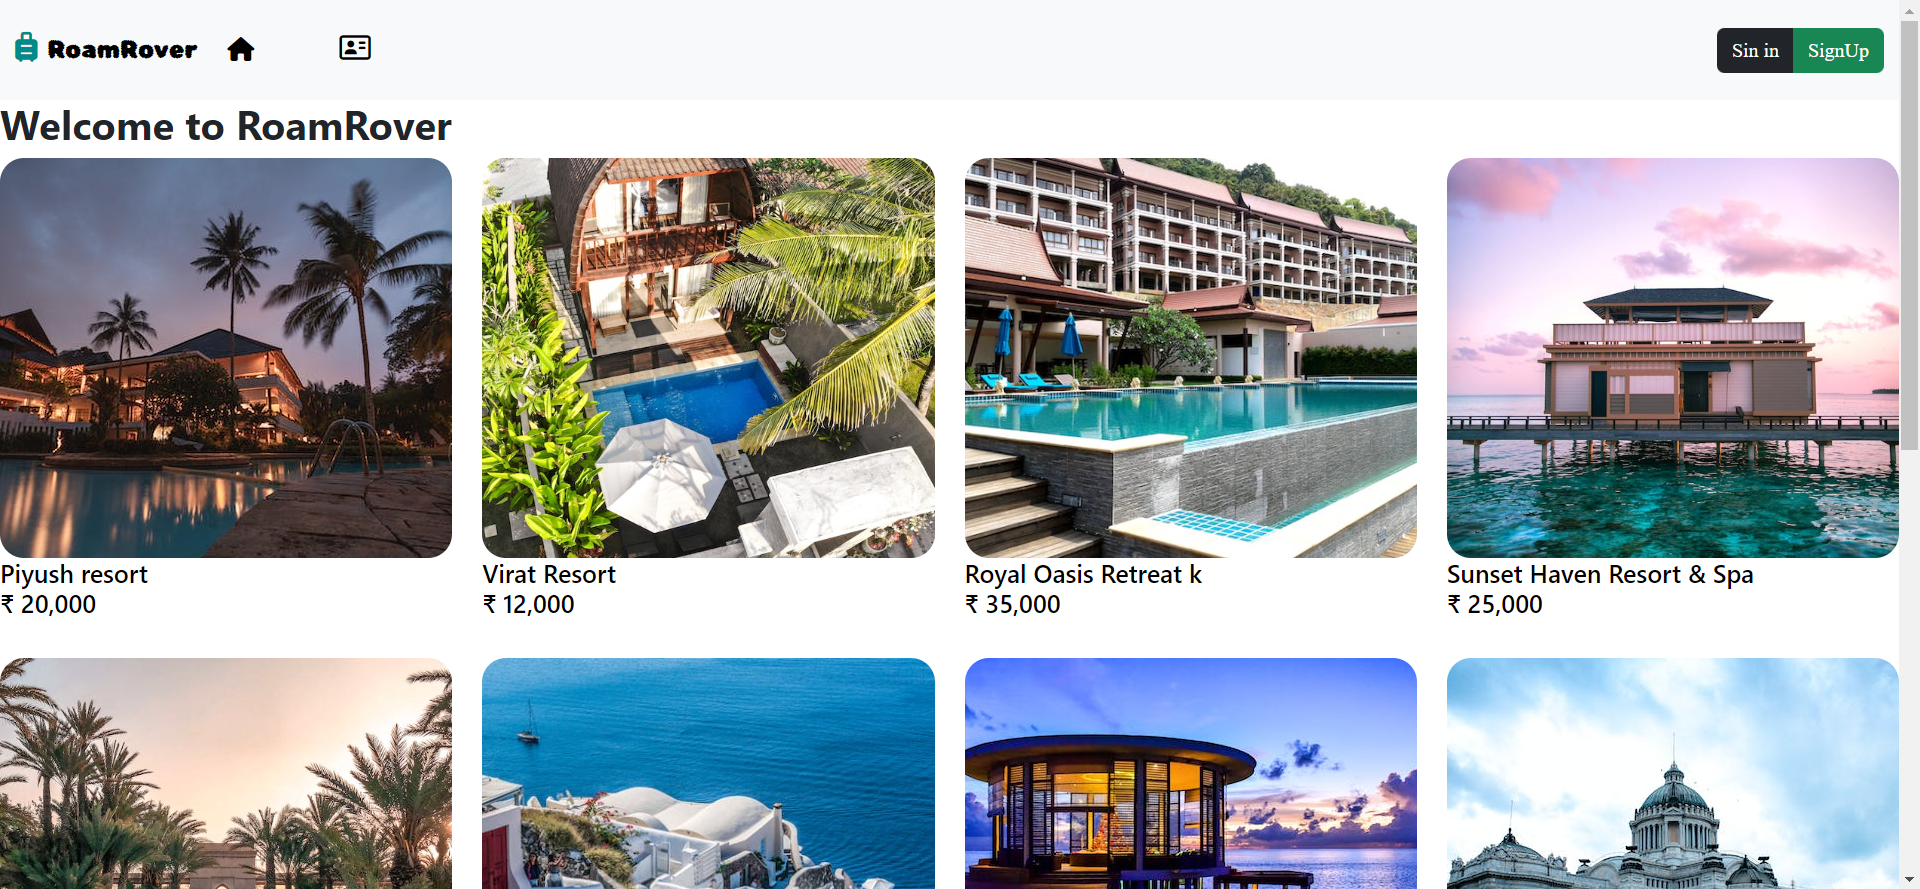 RoamRover
Sin in
SignUp
Welcome to RoamRover
Piyush resort
₹ 20,000
Virat Resort
₹ 12,000
Royal Oasis Retreat k
₹ 35,000
Sunset Haven Resort & Spa
₹ 25,000